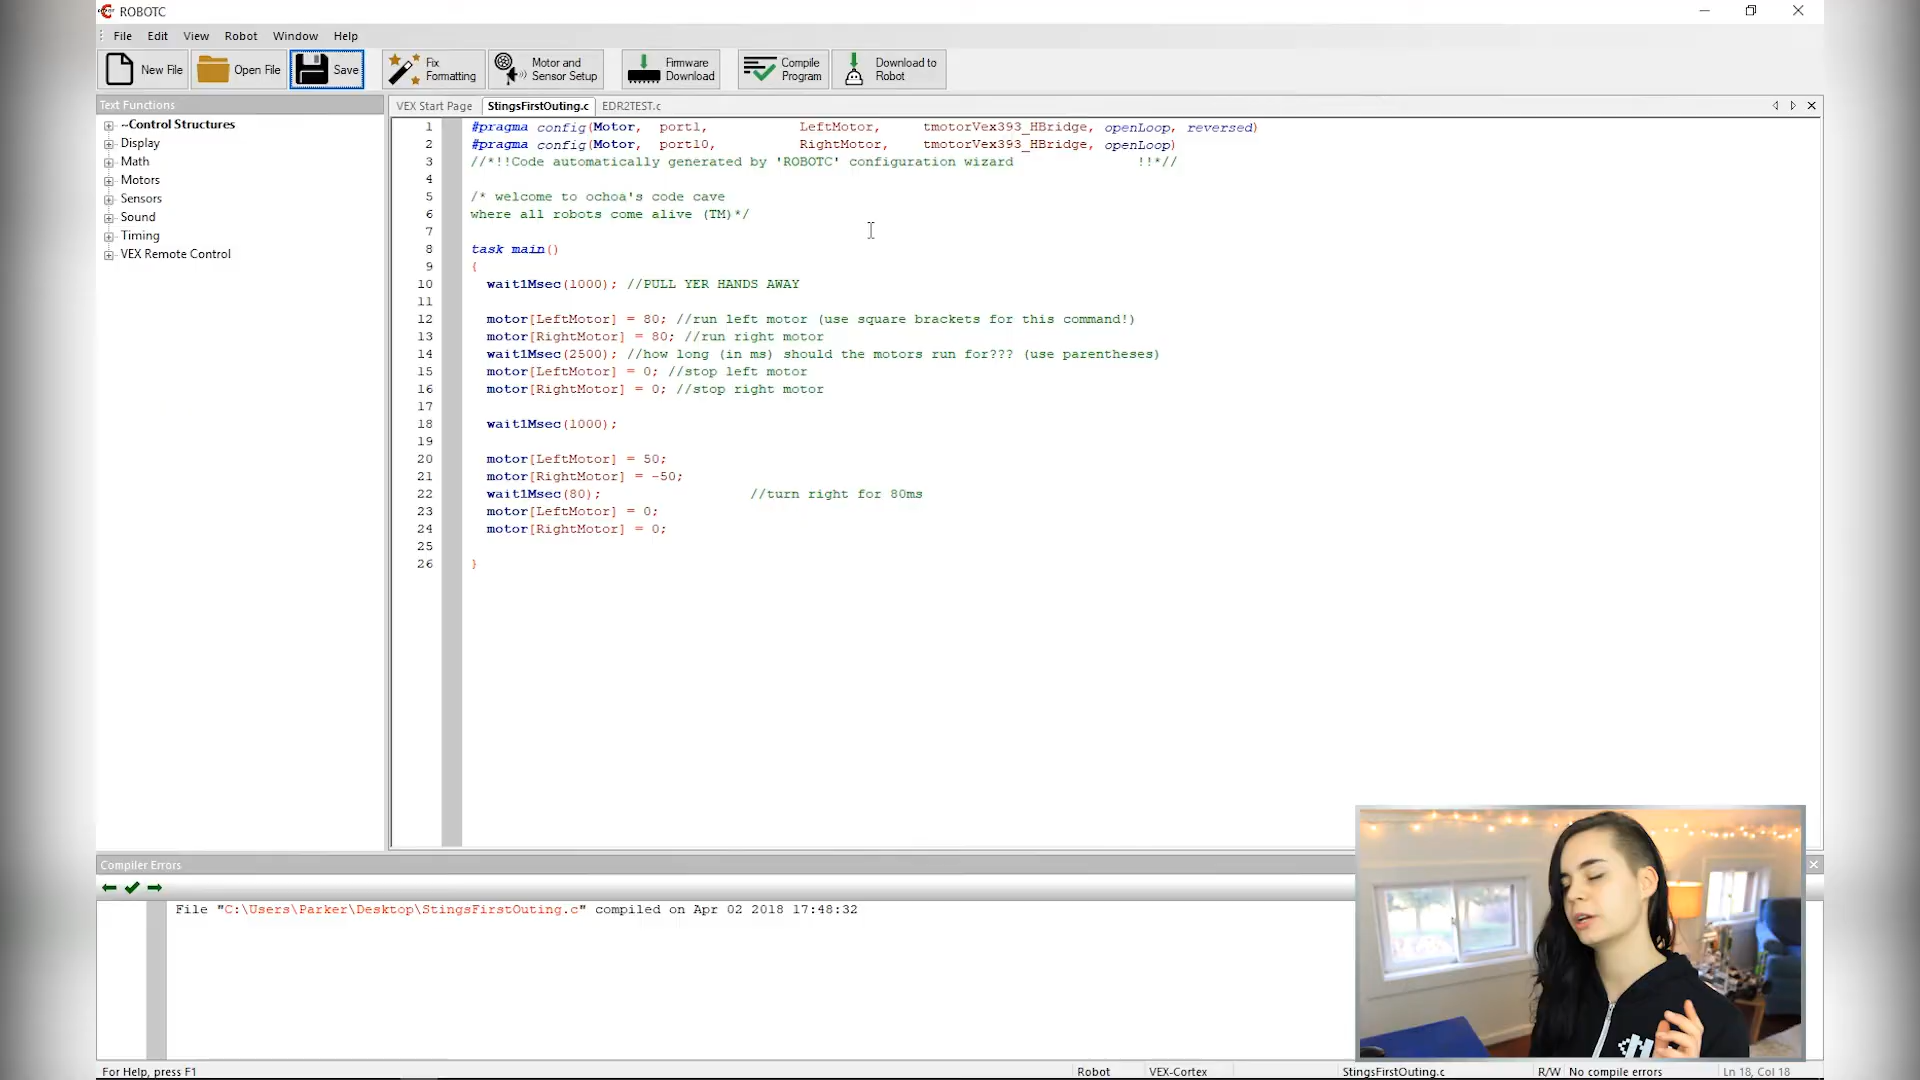 ROBOTC
File Edit View Robot Window Help
New File Open File Save Fix Formatting Motor and Sensor Setup Firmware Download Compile Program Download to Robot
Text Functions
~Control Structures
Display
Math
Motors
Sensors
Sound
Timing
VEX Remote Control
VEX Start Page StingsFirstOuting.c EDR2TEST.c
1 #pragma config(Motor, port1, LeftMotor, tmotorVex393_HBridge, openLoop, reversed)
2 #pragma config(Motor, port10, RightMotor, tmotorVex393_HBridge, openLoop)
3 //*!!Code automatically generated by 'ROBOTC' configuration wizard !!*//
4
5 /* welcome to ochoa's code cave
6 where all robots come alive (TM)*/
7
8 task main()
9 {
10 wait1Msec(1000); //PULL YER HANDS AWAY
11
12 motor[LeftMotor] = 80; //run left motor (use square brackets for this command!)
13 motor[RightMotor] = 80; //run right motor
14 wait1Msec(2500); //how long (in ms) should the motors run for??? (use parentheses)
15 motor[LeftMotor] = 0; //stop left motor
16 motor[RightMotor] = 0; //stop right motor
17
18 wait1Msec(1000);
19
20 motor[LeftMotor] = 50;
21 motor[RightMotor] = -50;
22 wait1Msec(80); //turn right for 80ms
23 motor[LeftMotor] = 0;
24 motor[RightMotor] = 0;
25
26 }
Compiler Errors
File "C:\Users\Parker\Desktop\StingsFirstOuting.c" compiled on Apr 02 2018 17:48:32
For Help, press F1 Robot VEX-Cortex StingsFirstOuting.c R/W No compile errors Ln 18, Col 18